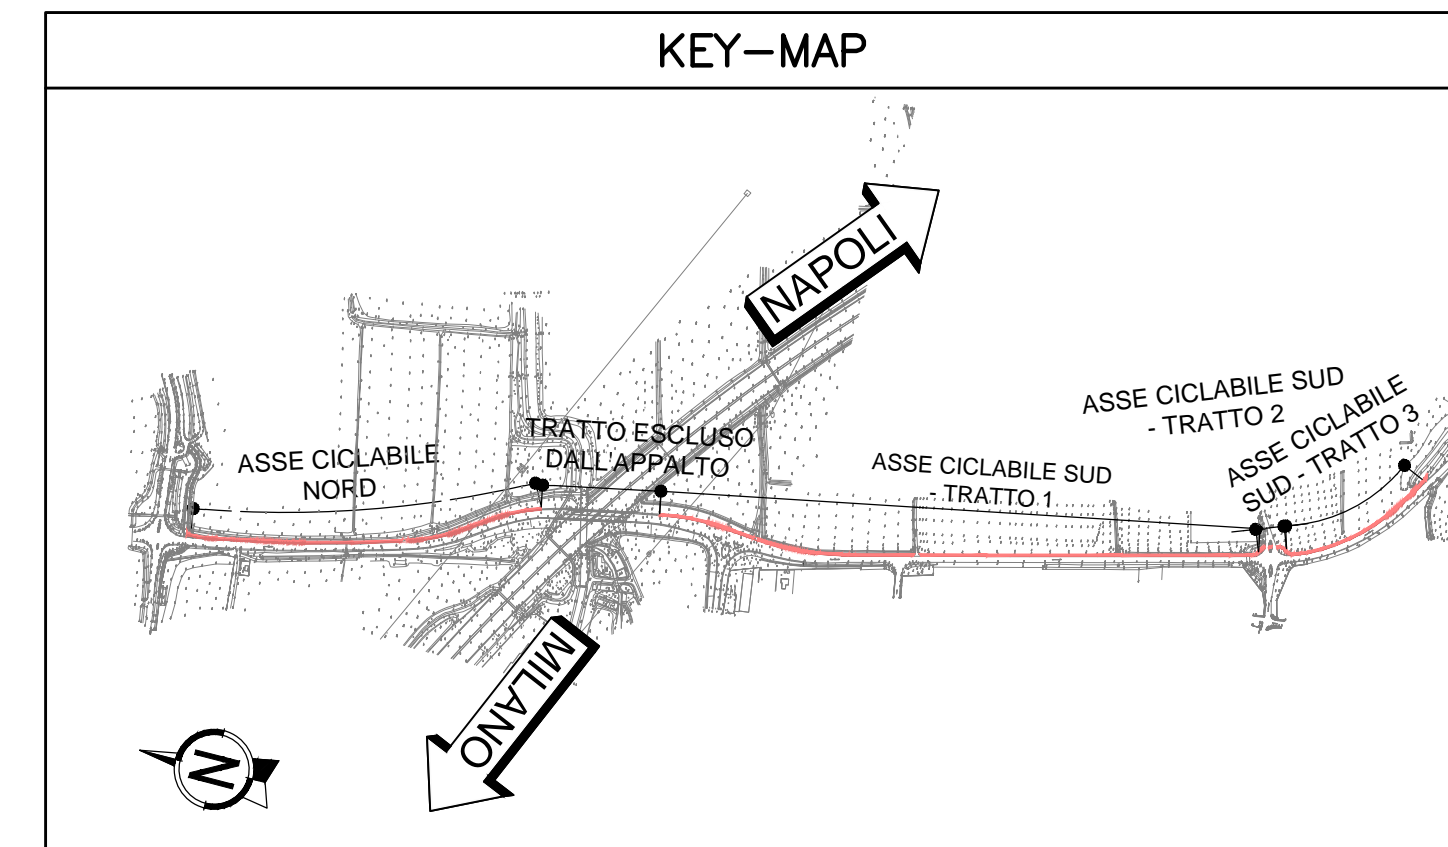 KEY-MAP
NAPOLI
ASSE CICLABILE SUD
- TRATTO 2
ASSE CICLABILE
SUD - TRATTO 3
TRATTO ESCLUSO
DALL'APPALTO
ASSE CICLABILE
NORD
ASSE CICLABILE SUD
- TRATTO 1
MILANO
N